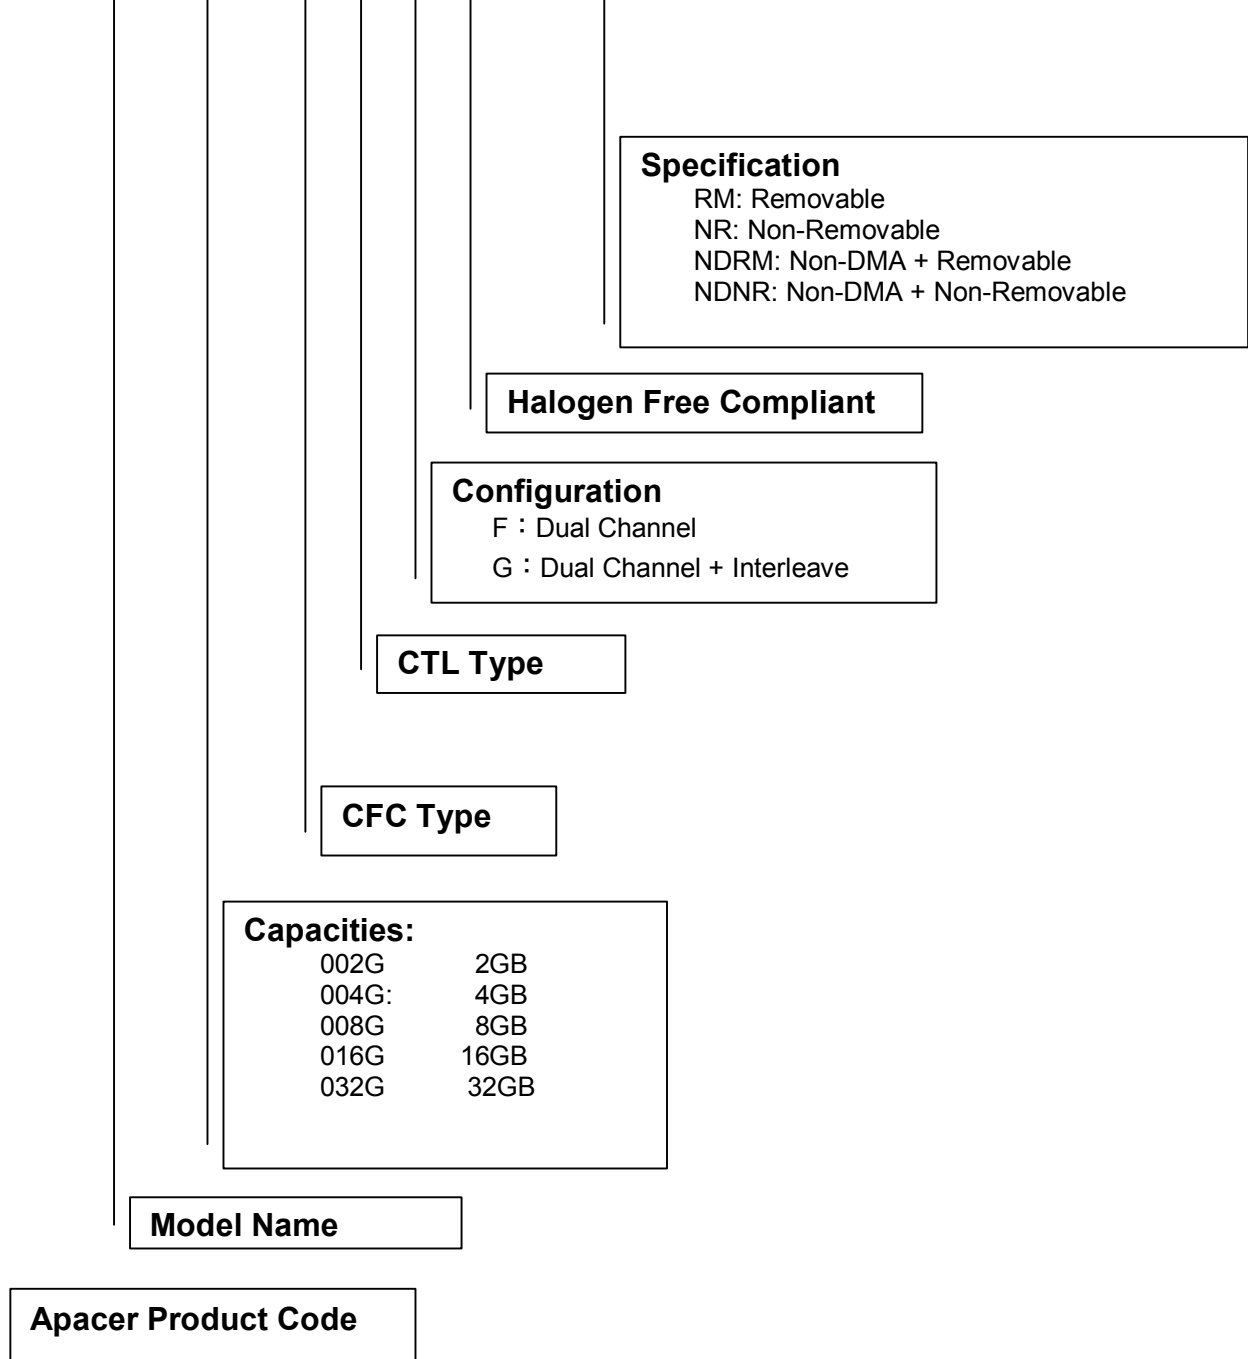 Specification
RM: Removable
NR: Non-Removable
NDRM: Non-DMA + Removable
NDNR: Non-DMA + Non-Removable
Halogen Free Compliant
Configuration
F：Dual Channel
G：Dual Channel + Interleave
CTL Type
CFC Type
Capacities:
002G 2GB
004G: 4GB
008G 8GB
016G 16GB
032G 32GB
Model Name
Apacer Product Code